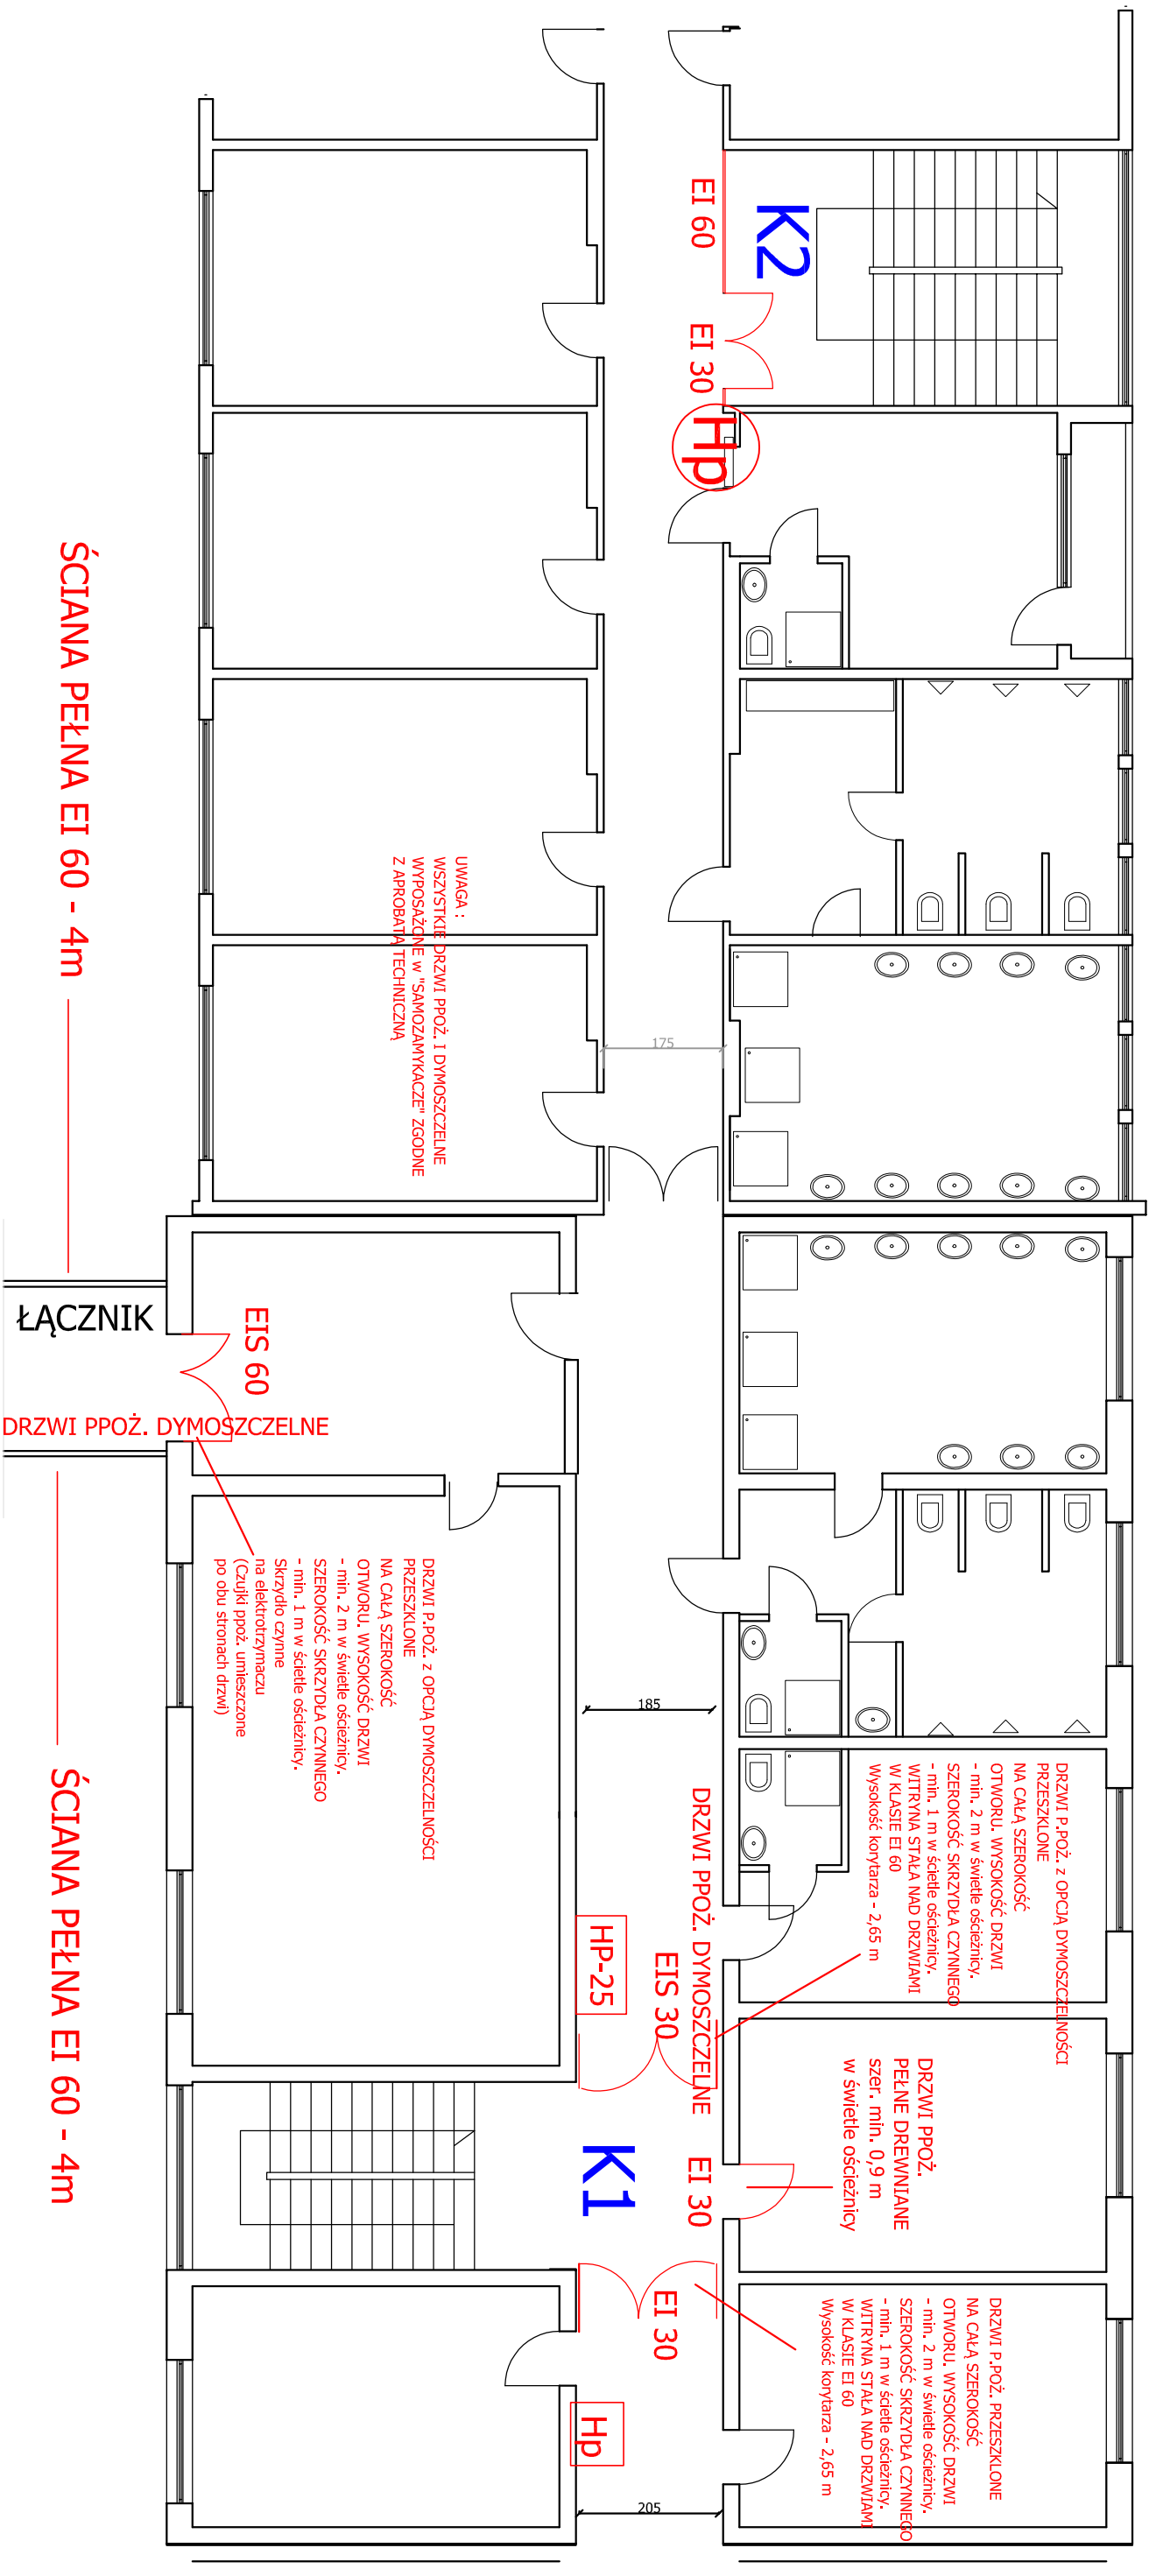 K2
EI 60
EI 30
Hp
ŚCIANA PEŁNA EI 60 - 4m
UWAGA :
WSZYSTKIE DRZWI PPOŻ. I DYMOSZCZELNE
WYPOSAŻONE w "SAMOZAMYKACZE" ZGODNE
Z APROBATĄ TECHNICZNĄ
175
ŁĄCZNIK
EIS 60
DRZWI PPOŻ. DYMOSZCZELNE
DRZWI P.POŻ. z OPCJĄ DYMOSZCZELNOŚCI
PRZESZKLONE
NA CAŁĄ SZEROKOŚĆ
OTWORU. WYSOKOŚĆ DRZWI
- min. 2 m w świetle ościeżnicy.
SZEROKOŚĆ SKRZYDŁA CZYNNEGO
- min. 1 m w ścietle ościeżnicy.
Skrzydło czynne
na elektrotrzymaczu
(Czujki ppoż. umieszczone
po obu stronach drzwi)
185
DRZWI P.POŻ. z OPCJĄ DYMOSZCZELNOŚCI
PRZESZKLONE
NA CAŁĄ SZEROKOŚĆ
OTWORU. WYSOKOŚĆ DRZWI
- min. 2 m w świetle ościeżnicy.
SZEROKOŚĆ SKRZYDŁA CZYNNEGO
- min. 1 m w ścietle ościeżnicy.
WITRYNA STAŁA NAD DRZWIAMI
W KLASIE EI 60
Wysokość korytarza - 2,65 m
DRZWI PPOŻ. DYMOSZCZELNE
EIS 30
HP-25
ŚCIANA PEŁNA EI 60 - 4m
DRZWI PPOŻ.
PEŁNE DREWNIANE
szer. min. 0,9 m
w świetle ościeżnicy
EI 30
K1
EI 30
DRZWI P.POŻ. PRZESZKLONE
NA CAŁĄ SZEROKOŚĆ
OTWORU. WYSOKOŚĆ DRZWI
- min. 2 m w świetle ościeżnicy.
SZEROKOŚĆ SKRZYDŁA CZYNNEGO
- min. 1 m w ścietle ościeżnicy.
WITRYNA STAŁA NAD DRZWIAMI
W KLASIE EI 60
Wysokość korytarza - 2,65 m
Hp
205